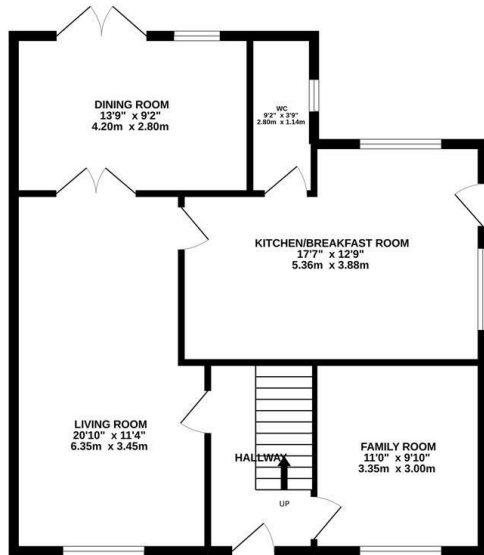 DINING ROOM
13'9" x 9'2"
4.20m x 2.80m
WC
9'2" x 3'9"
2.80m x 1.14m
KITCHEN/BREAKFAST ROOM
17'7" x 12'9"
5.36m x 3.88m
LIVING ROOM
20'10" x 11'4"
6.35m x 3.45m
HALLWAY
UP
FAMILY ROOM
11'0" x 9'10"
3.35m x 3.00m